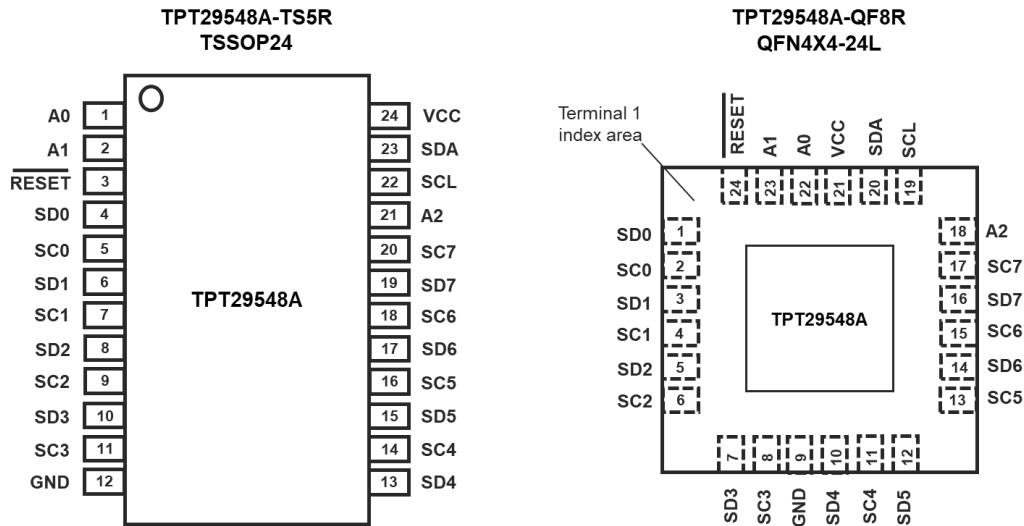 TPT29548A-TS5R
TSSOP24
A0 1
A1 2
RESET 3
SD0 4
SC0 5
SD1 6
SC1 7
SD2 8
SC2 9
SD3 10
SC3 11
GND 12
TPT29548A
24 VCC
23 SDA
22 SCL
21 A2
20 SC7
19 SD7
18 SC6
17 SD6
16 SC5
15 SD5
14 SC4
13 SD4
TPT29548A-QF8R
QFN4X4-24L
Terminal 1
index area
RESET A1 A0 VCC SDA SCL
24 23 22 21 20 19
SD0 1
SC0 2
SD1 3
SC1 4
SD2 5
SC2 6
TPT29548A
18 A2
17 SC7
16 SD7
15 SC6
14 SD6
13 SC5
7 8 9 10 11 12
SD3 SC3 GND SD4 SC4 SD5